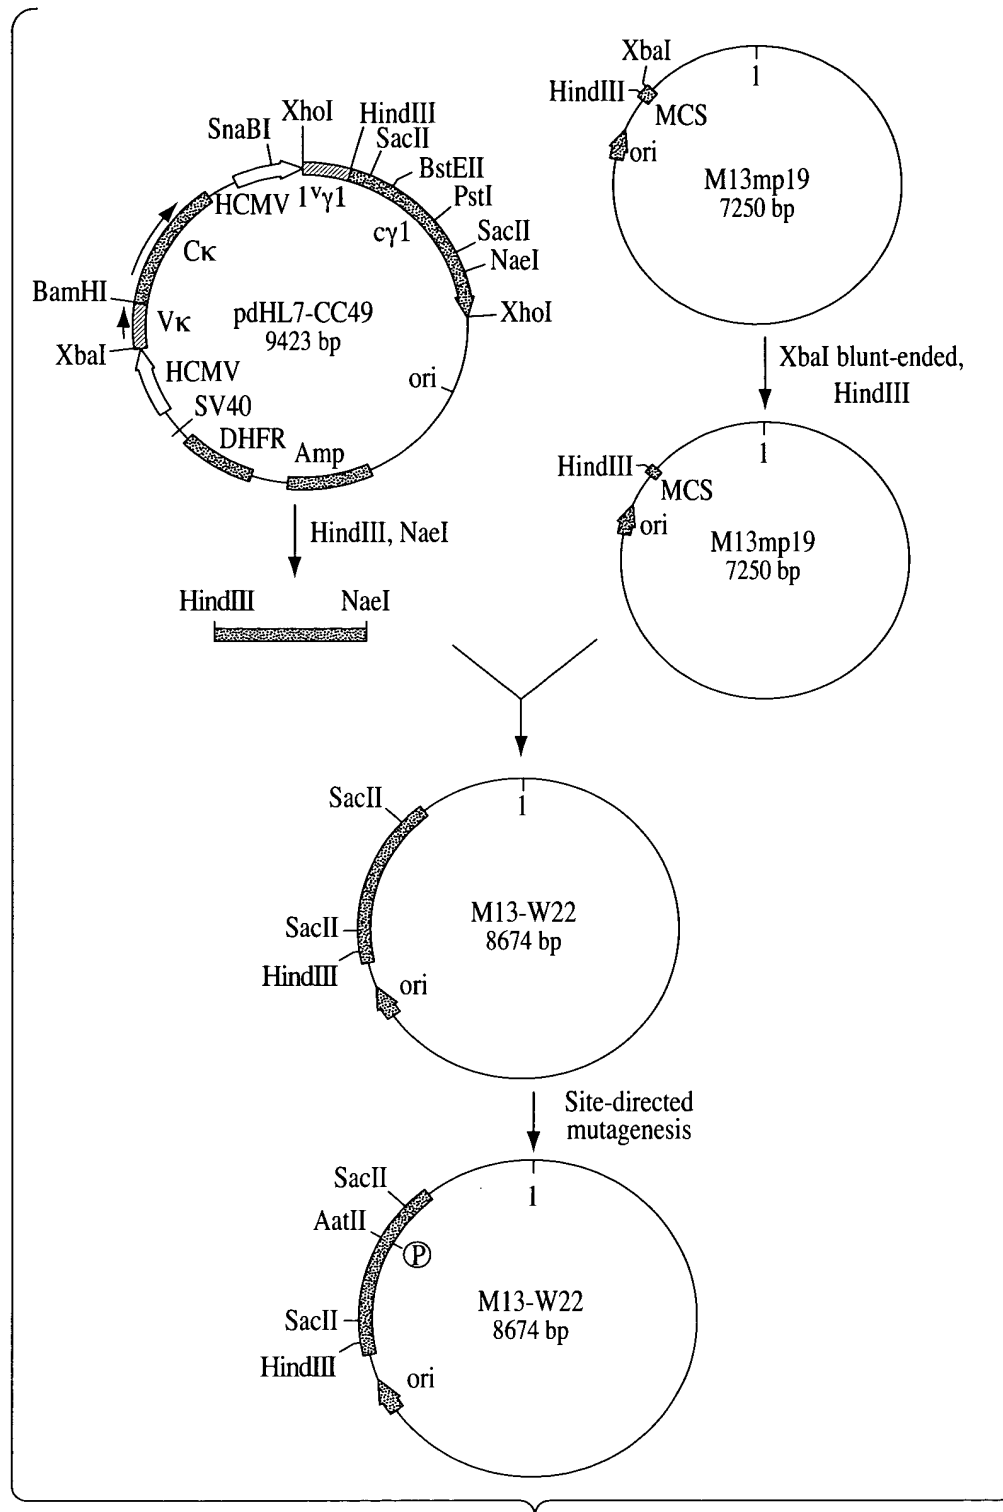 XhoI
HindIII
SnaBI
SacII
BstEII
PstI
HCMV
1Vγ1
cγ1
SacII
NaeI
Cκ
BamHI
Vκ
pdHL7-CC49
9423 bp
XhoI
XbaI
HCMV
ori
SV40
DHFR
Amp
HindIII, NaeI
HindIII
NaeI
XbaI
HindIII
MCS
1
ori
M13mp19
7250 bp
XbaI blunt-ended,
HindIII
1
HindIII
MCS
ori
M13mp19
7250 bp
SacII
1
M13-W22
8674 bp
SacII
HindIII
ori
Site-directed
mutagenesis
SacII
1
AatII
P
M13-W22
8674 bp
SacII
HindIII
ori